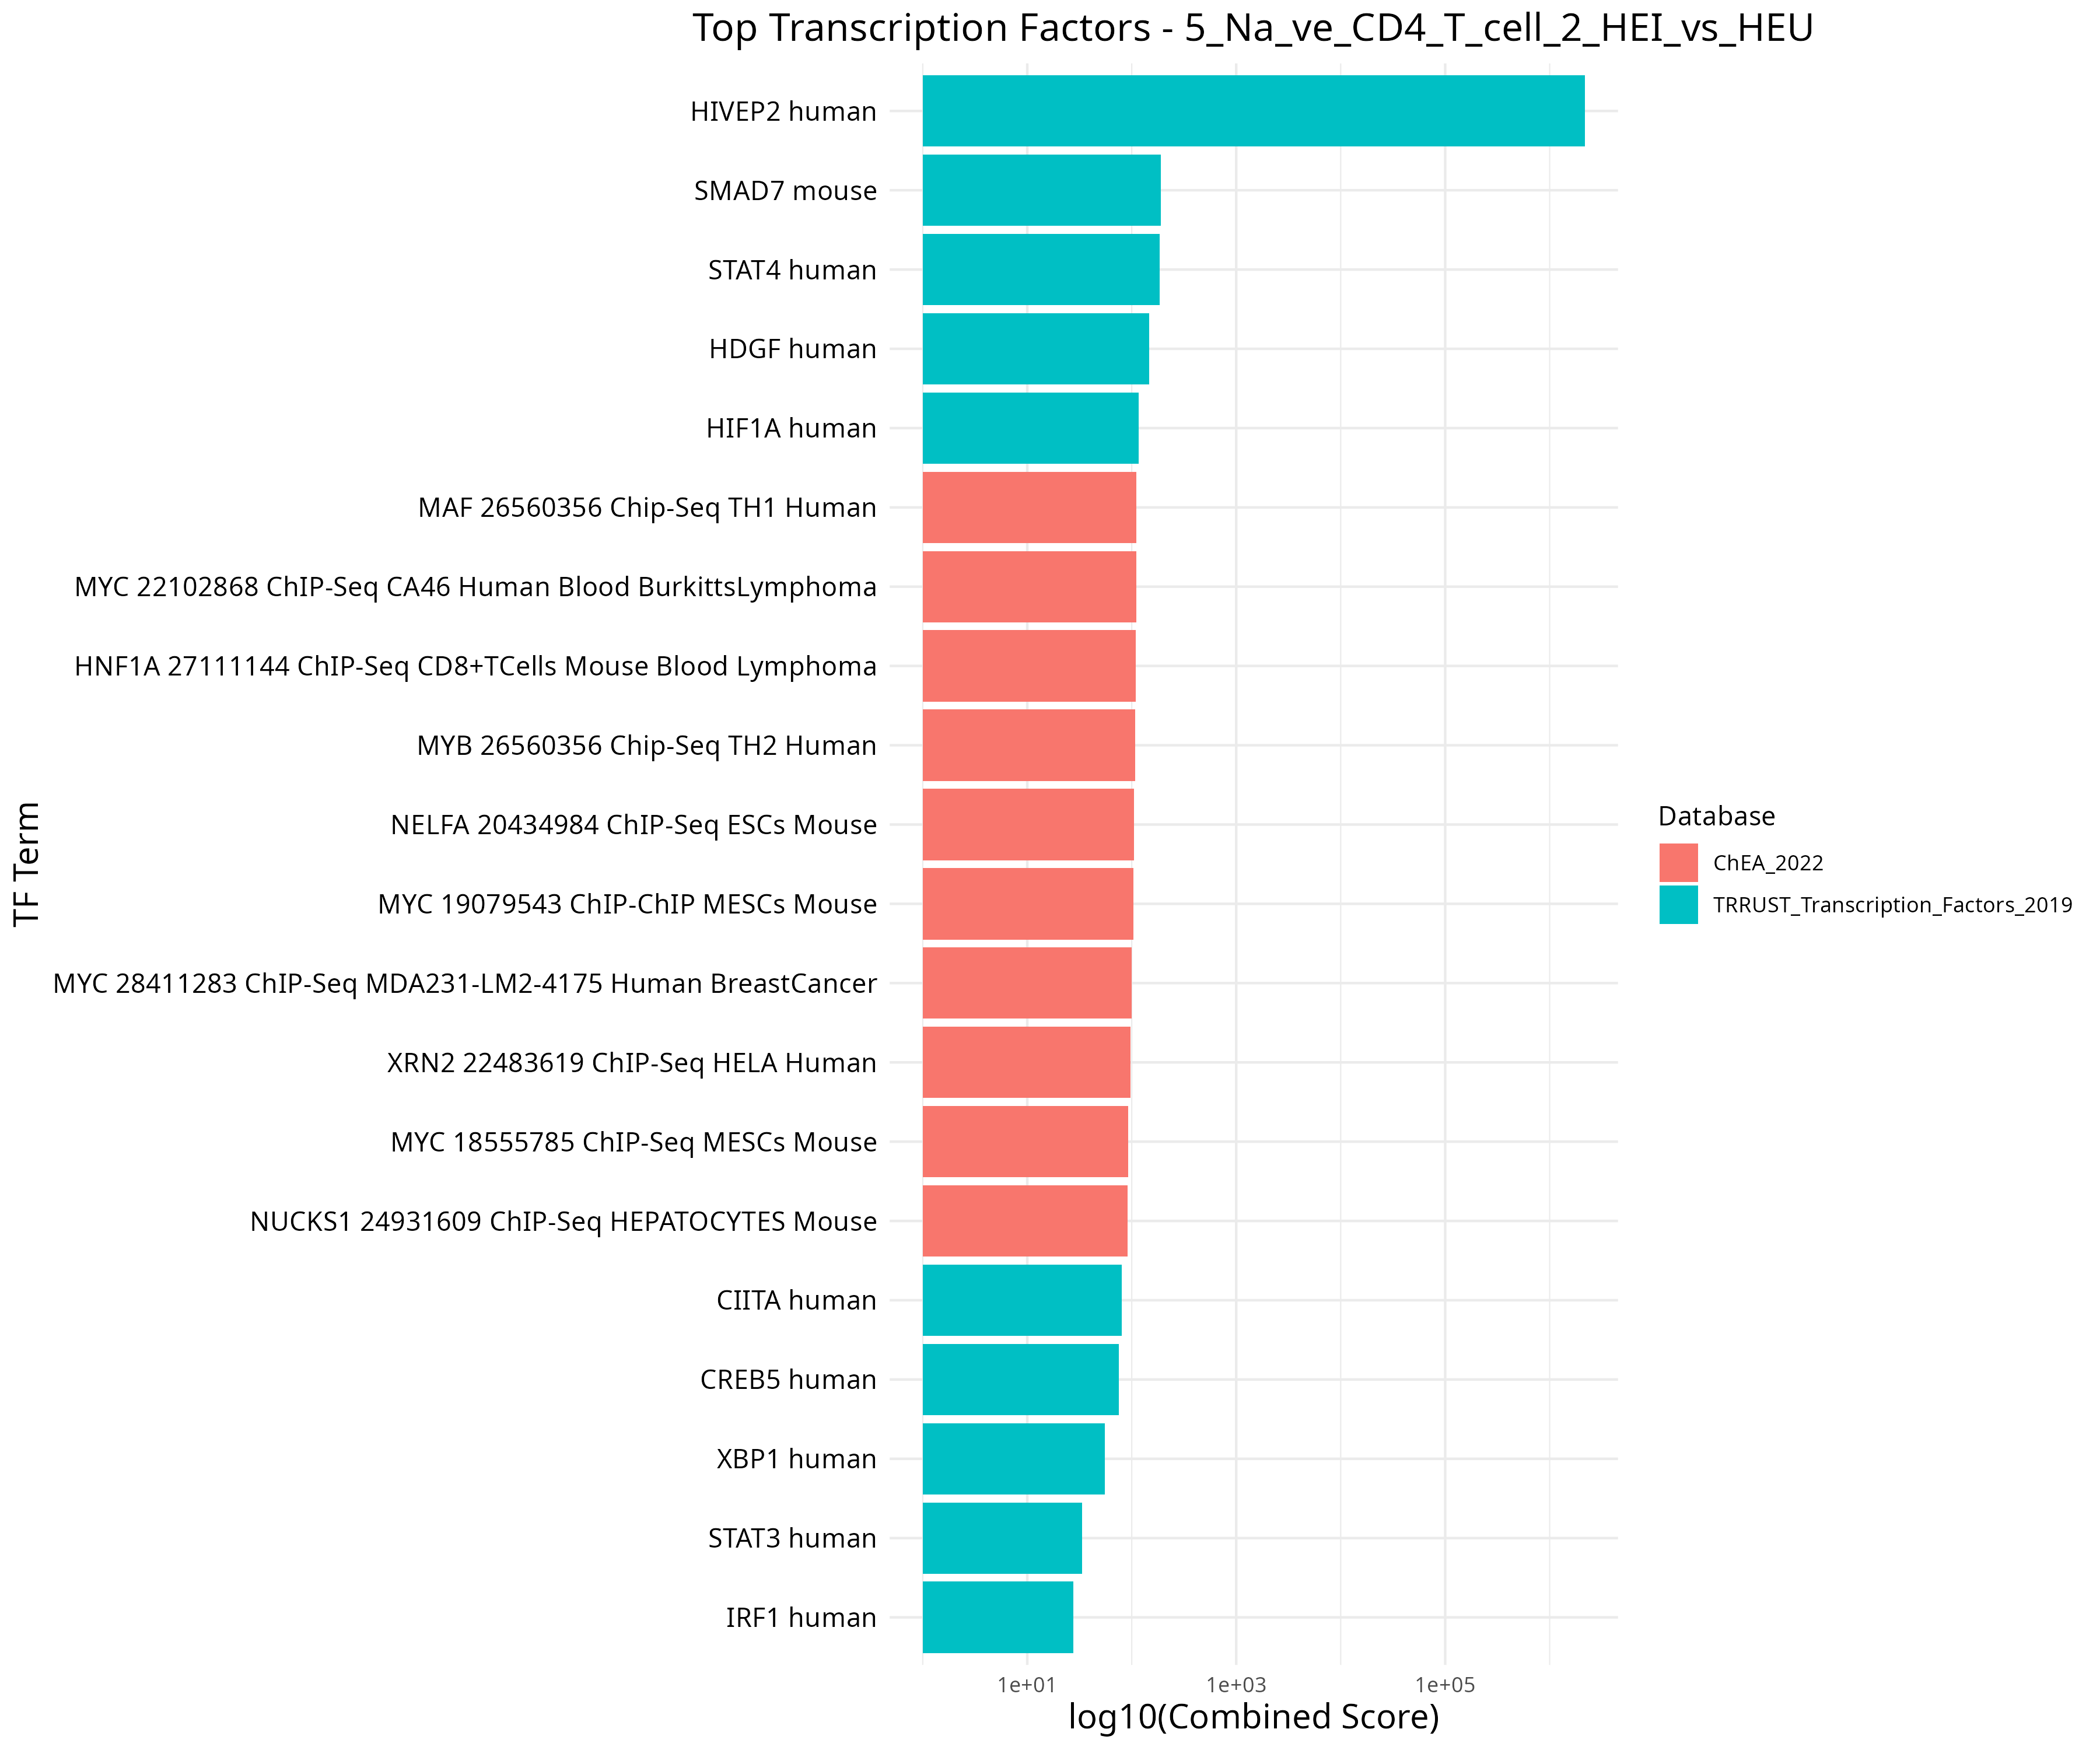 Top Transcription Factors - 5_Na_ve_CD4_T_cell_2_HEI_vs_HEU
HIVEP2 human
SMAD7 mouse
STAT4 human
HDGF human
HIF1A human
MAF 26560356 Chip-Seq TH1 Human
MYC 22102868 ChIP-Seq CA46 Human Blood BurkittsLymphoma
HNF1A 27111144 ChIP-Seq CD8+TCells Mouse Blood Lymphoma
MYB 26560356 Chip-Seq TH2 Human
NELFA 20434984 ChIP-Seq ESCs Mouse
MYC 19079543 ChIP-ChIP MESCs Mouse
MYC 28411283 ChIP-Seq MDA231-LM2-4175 Human BreastCancer
XRN2 22483619 ChIP-Seq HELA Human
MYC 18555785 ChIP-Seq MESCs Mouse
NUCKS1 24931609 ChIP-Seq HEPATOCYTES Mouse
CIITA human
CREB5 human
XBP1 human
STAT3 human
IRF1 human
TF Term
1e+01 1e+03 1e+05
log10(Combined Score)
Database
ChEA_2022
TRRUST_Transcription_Factors_2019